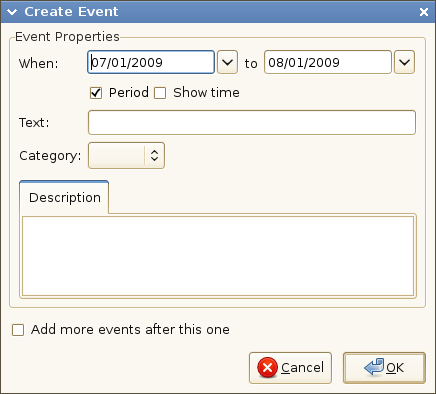 Create Event
Event Properties
When: 07/01/2009 to 08/01/2009
Period Show time
Text:
Category:
Description
Add more events after this one
Cancel OK